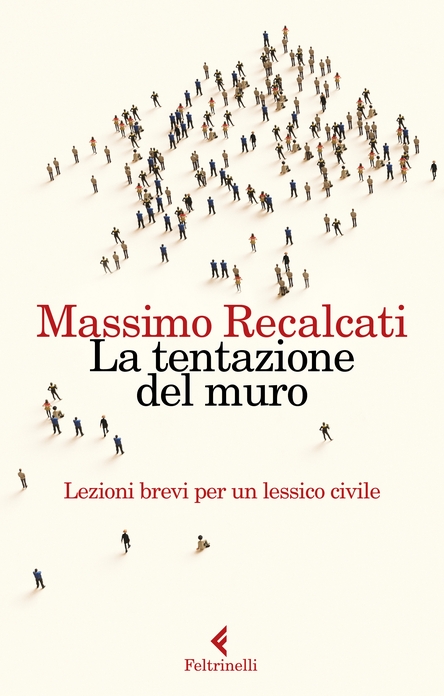 Massimo Recalcati
La tentazione
del muro
Lezioni brevi per un lessico civile
Feltrinelli